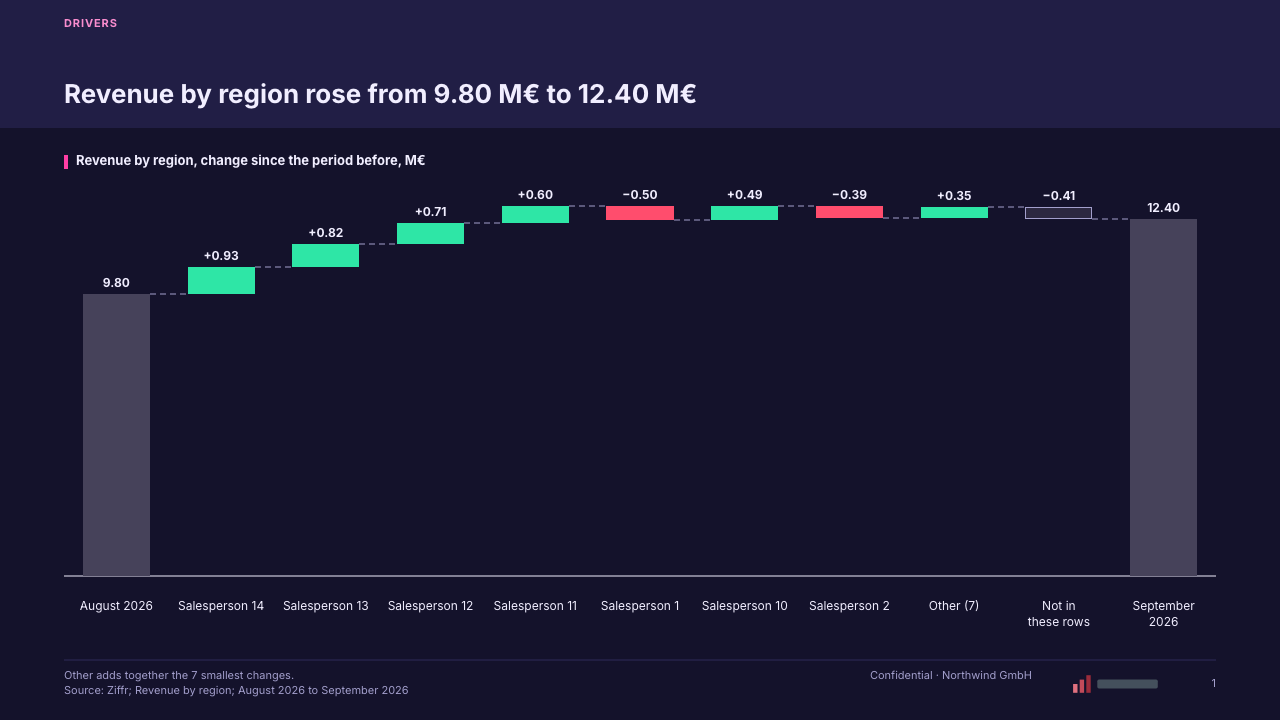 DRIVERS
Revenue by region rose from 9.80 M€ to 12.40 M€
Revenue by region, change since the period before, M€
9.80
+0.93
+0.82
+0.71
+0.60
−0.50
+0.49
−0.39
+0.35
−0.41
12.40
August 2026
Salesperson 14
Salesperson 13
Salesperson 12
Salesperson 11
Salesperson 1
Salesperson 10
Salesperson 2
Other (7)
Not in
these rows
September
2026
Other adds together the 7 smallest changes.
Source: Ziffr; Revenue by region; August 2026 to September 2026
Confidential · Northwind GmbH
1